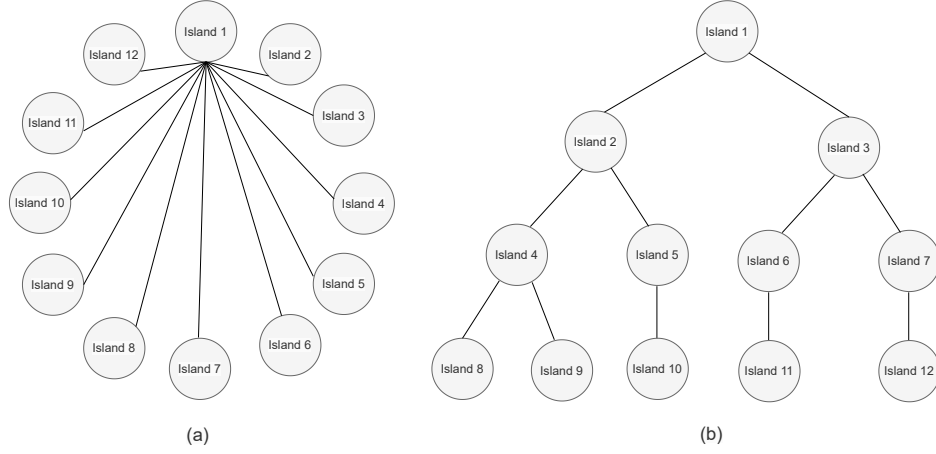 Island 1
Island 12
Island 2
Island 11
Island 3
Island 10
Island 4
Island 9
Island 5
Island 8
Island 7
Island 6
(a)
Island 1
Island 2
Island 3
Island 4
Island 5
Island 6
Island 7
Island 8
Island 9
Island 10
Island 11
Island 12
(b)